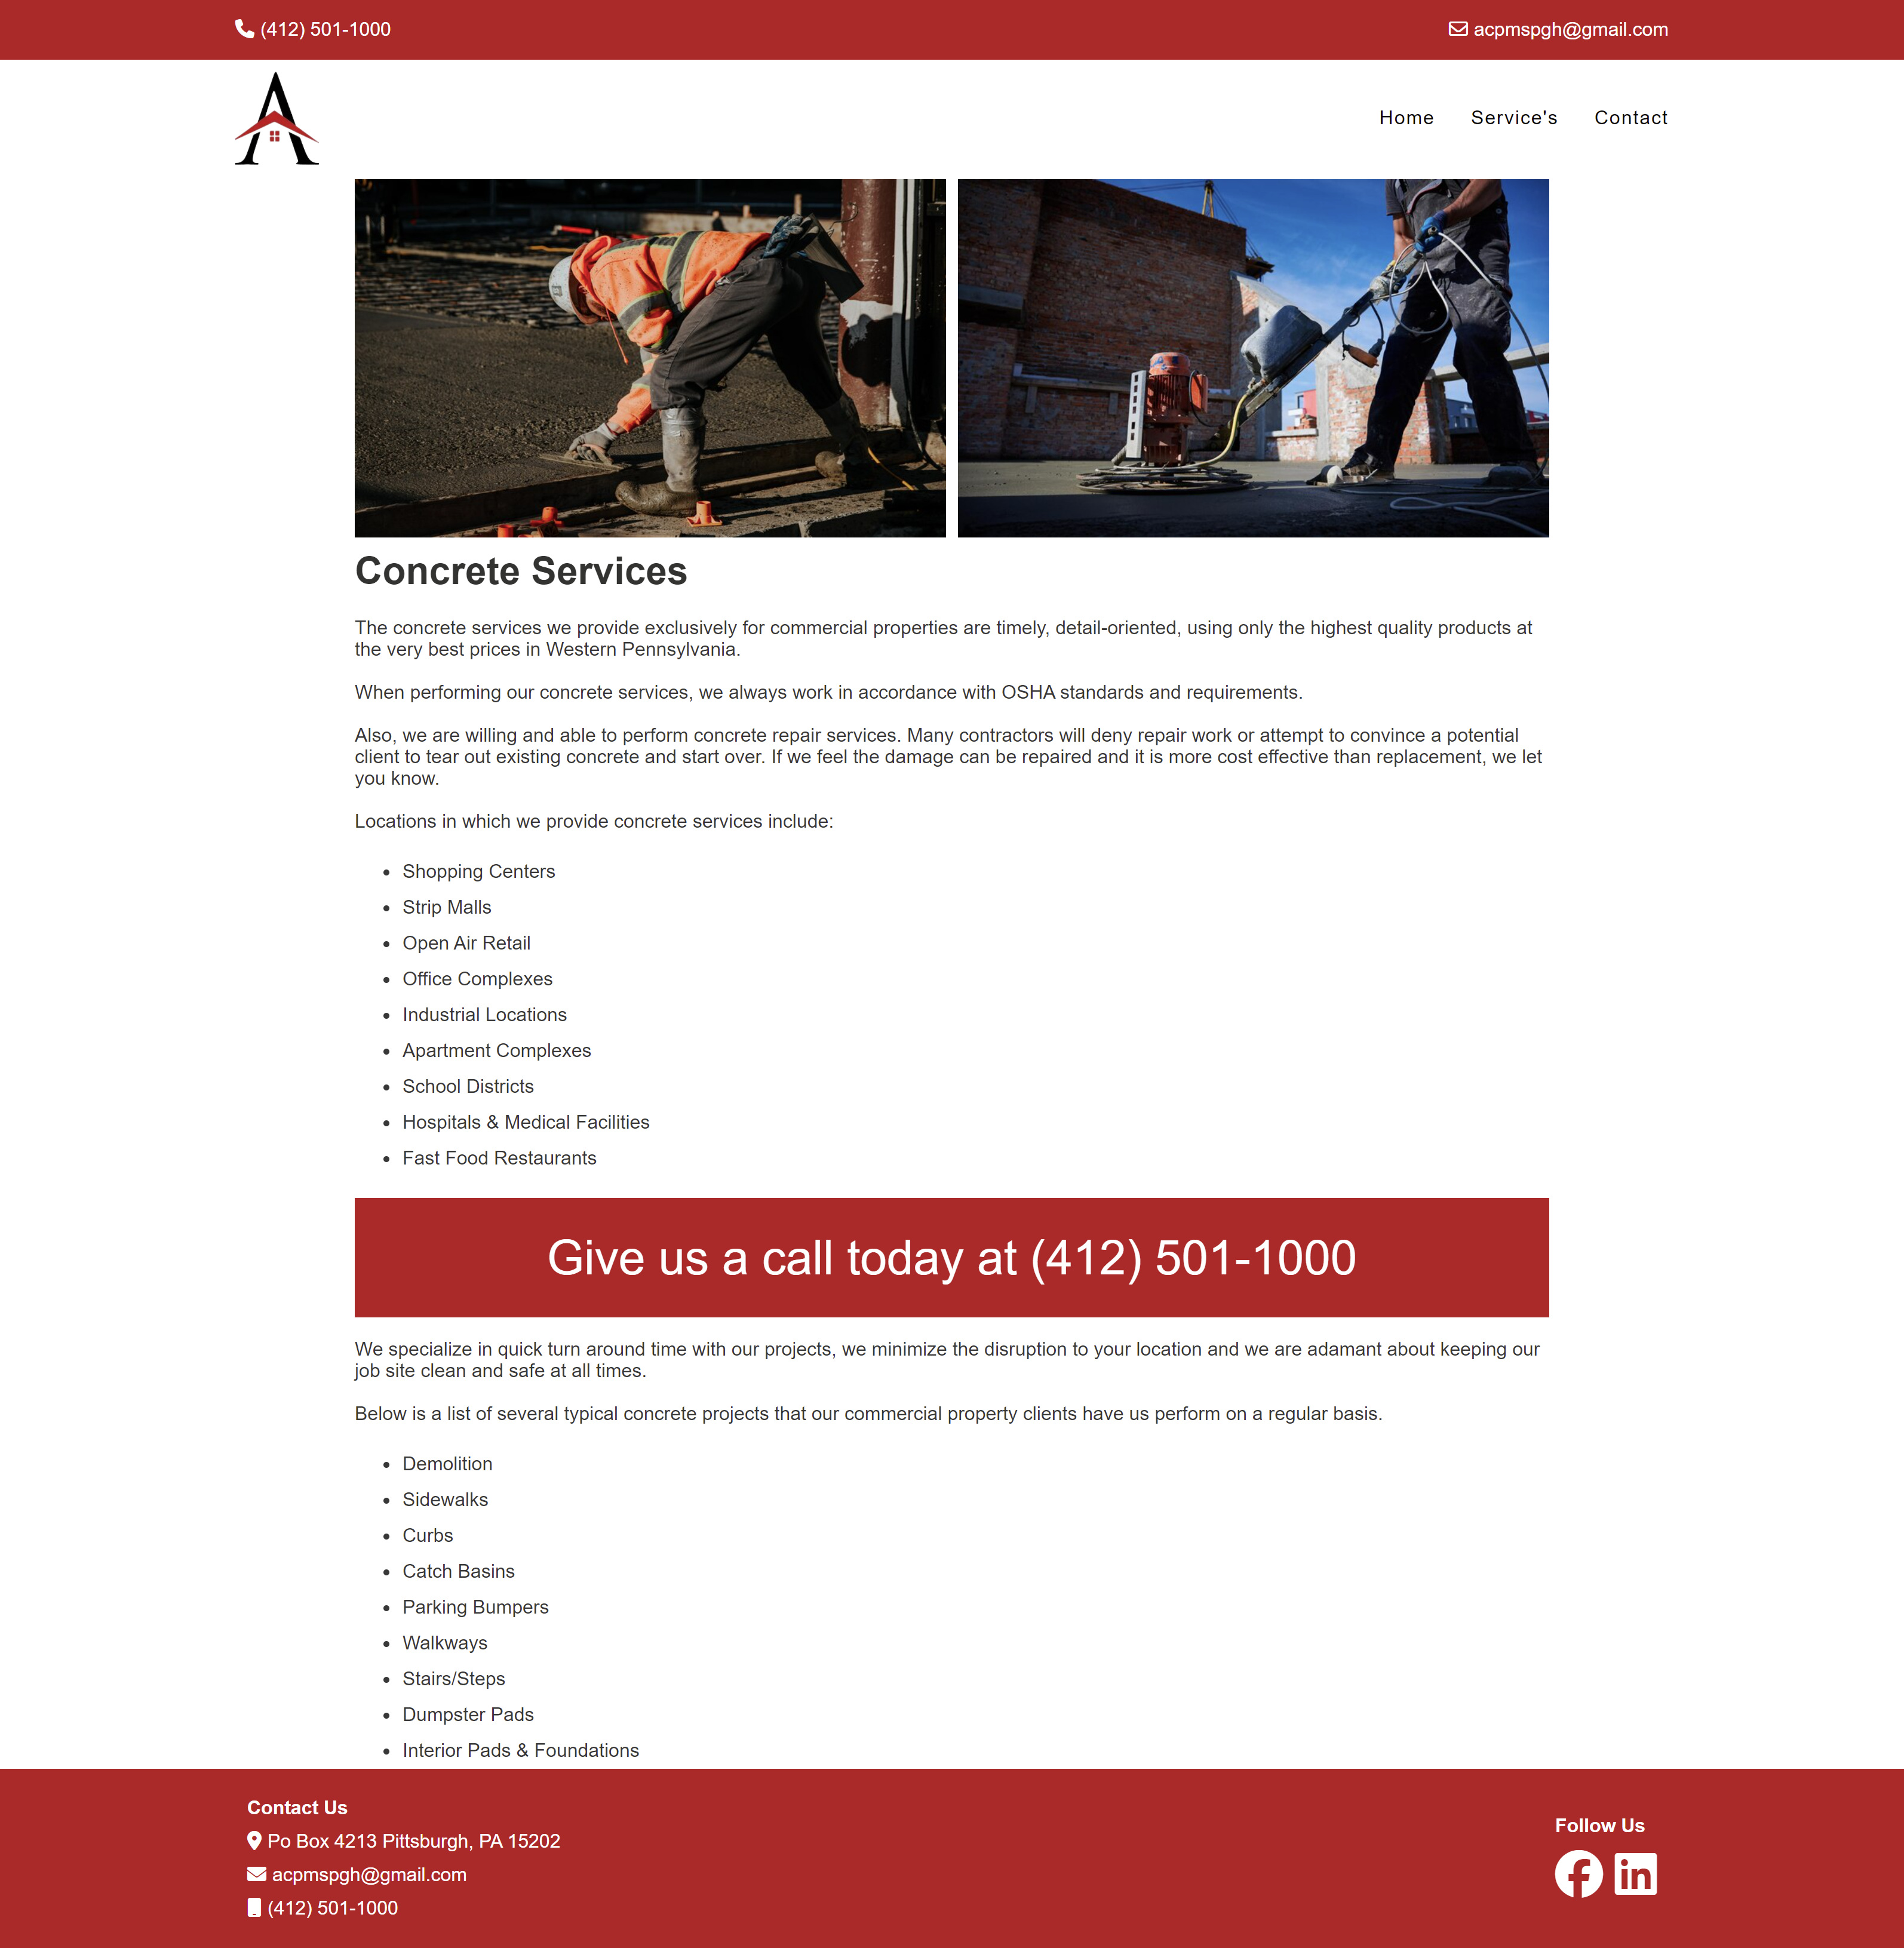 (412) 501-1000
acpmspgh@gmail.com
A
Home
Service's
Contact
Concrete Services
The concrete services we provide exclusively for commercial properties are timely, detail-oriented, using only the highest quality products at
the very best prices in Western Pennsylvania.
When performing our concrete services, we always work in accordance with OSHA standards and requirements.
Also, we are willing and able to perform concrete repair services. Many contractors will deny repair work or attempt to convince a potential
client to tear out existing concrete and start over. If we feel the damage can be repaired and it is more cost effective than replacement, we let
you know.
Locations in which we provide concrete services include:
Shopping Centers
Strip Malls
Open Air Retail
Office Complexes
Industrial Locations
Apartment Complexes
School Districts
Hospitals & Medical Facilities
Fast Food Restaurants
Give us a call today at (412) 501-1000
We specialize in quick turn around time with our projects, we minimize the disruption to your location and we are adamant about keeping our
job site clean and safe at all times.
Below is a list of several typical concrete projects that our commercial property clients have us perform on a regular basis.
Demolition
Sidewalks
Curbs
Catch Basins
Parking Bumpers
Walkways
Stairs/Steps
Dumpster Pads
Interior Pads & Foundations
Contact Us
Po Box 4213 Pittsburgh, PA 15202
acpmspgh@gmail.com
(412) 501-1000
Follow Us